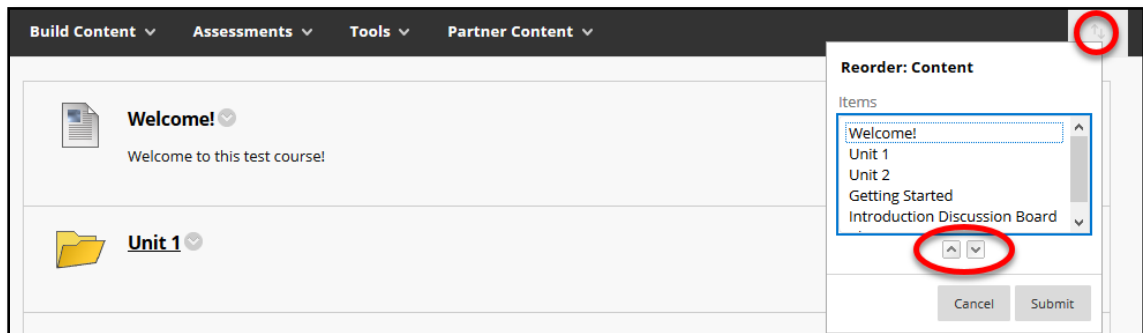 Build Content Assessments Tools Partner Content
Reorder: Content
Items
Welcome!
Unit 1
Unit 2
Getting Started
Introduction Discussion Board
Cancel Submit
Welcome!
Welcome to this test course!
Unit 1